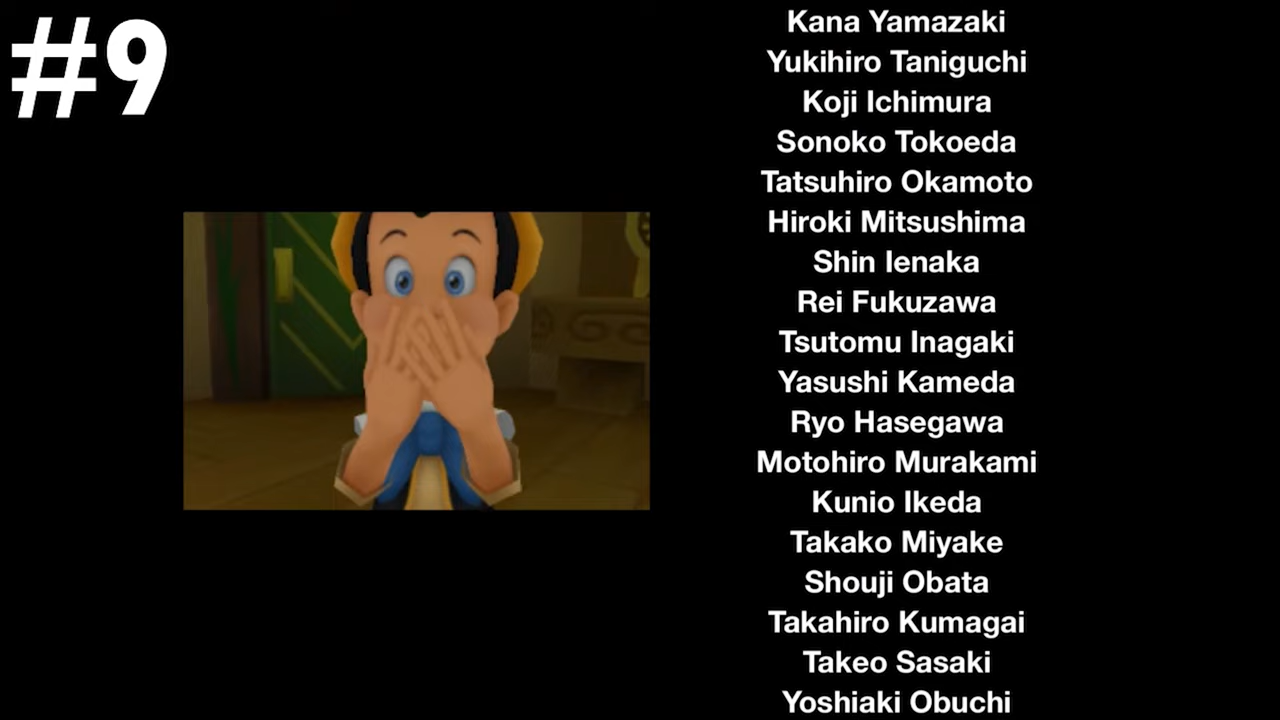 #9
Kana Yamazaki
Yukihiro Taniguchi
Koji Ichimura
Sonoko Tokoeda
Tatsuhiro Okamoto
Hiroki Mitsushima
Shin Ienaka
Rei Fukuzawa
Tsutomu Inagaki
Yasushi Kameda
Ryo Hasegawa
Motohiro Murakami
Kunio Ikeda
Takako Miyake
Shouji Obata
Takahiro Kumagai
Takeo Sasaki
Yoshiaki Obuchi